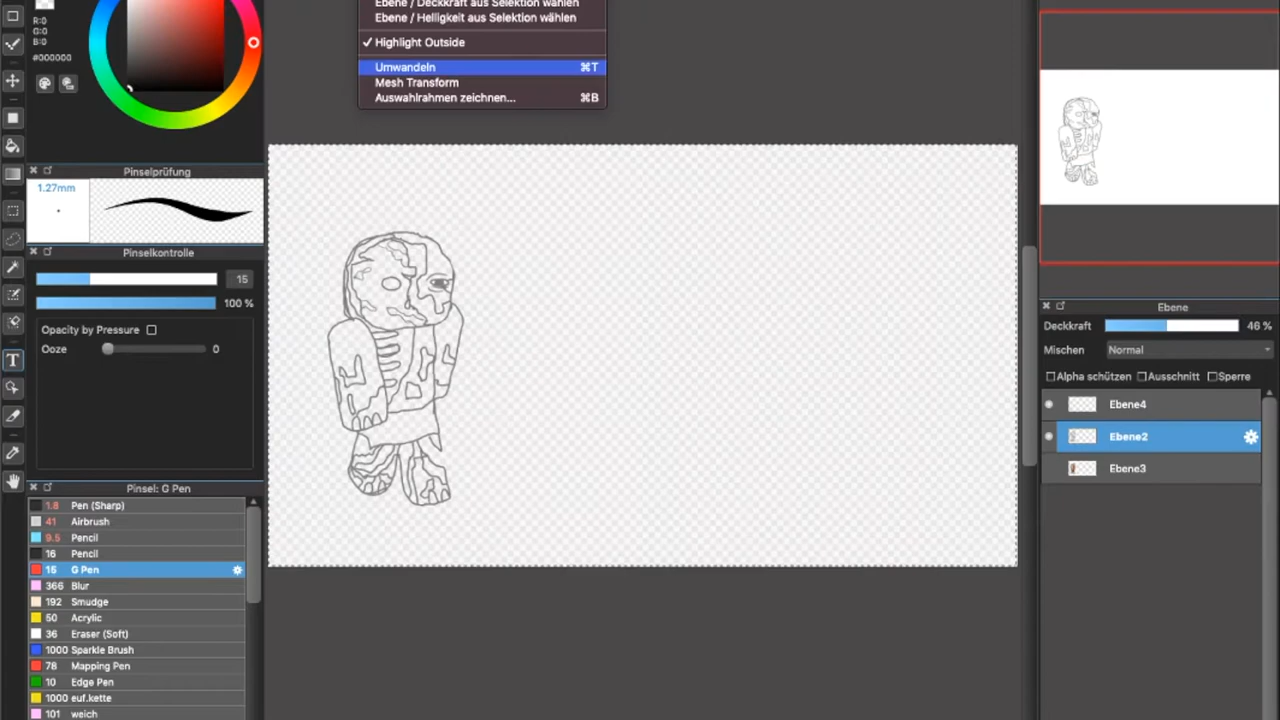 Ebene / Deckkraft aus Selektion wählen
Ebene / Helligkeit aus Selektion wählen
✓ Highlight Outside
Umwandeln ⌘T
Mesh Transform
Auswahlrahmen zeichnen... ⌘B
R:0
G:0
B:0
#000000
Pinselprüfung
1.27mm
Pinselkontrolle
15
100 %
Opacity by Pressure
Ooze 0
Pinsel: G Pen
1.8 Pen (Sharp)
41 Airbrush
9.5 Pencil
16 Pencil
15 G Pen
366 Blur
192 Smudge
50 Acrylic
36 Eraser (Soft)
1000 Sparkle Brush
78 Mapping Pen
10 Edge Pen
1000 euf.kette
101 weich
Ebene
Deckkraft 46 %
Mischen Normal
Alpha schützen Ausschnitt Sperre
Ebene4
Ebene2
Ebene3
T